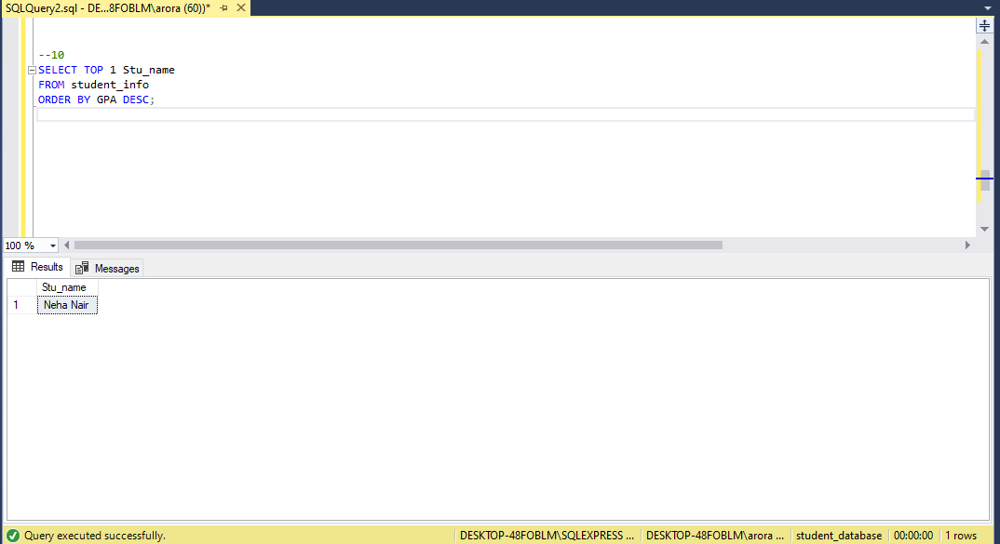 SQLQuery2.sql - DE...8FOBLM\arora (60))*
--10
SELECT TOP 1 Stu_name
FROM student_info
ORDER BY GPA DESC;
100 %
Results Messages
Stu_name
1 Neha Nair
Query executed successfully. DESKTOP-48FOBLM\SQLEXPRESS ... DESKTOP-48FOBLM\arora ... student_database 00:00:00 1 rows